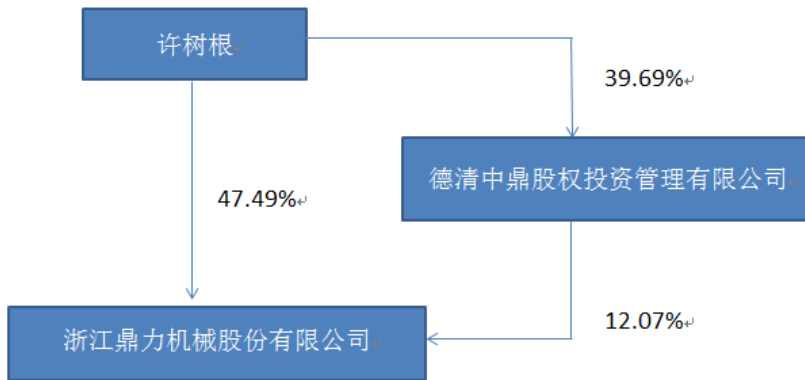 许树根
39.69%
德清中鼎股权投资管理有限公司
47.49%
12.07%
浙江鼎力机械股份有限公司